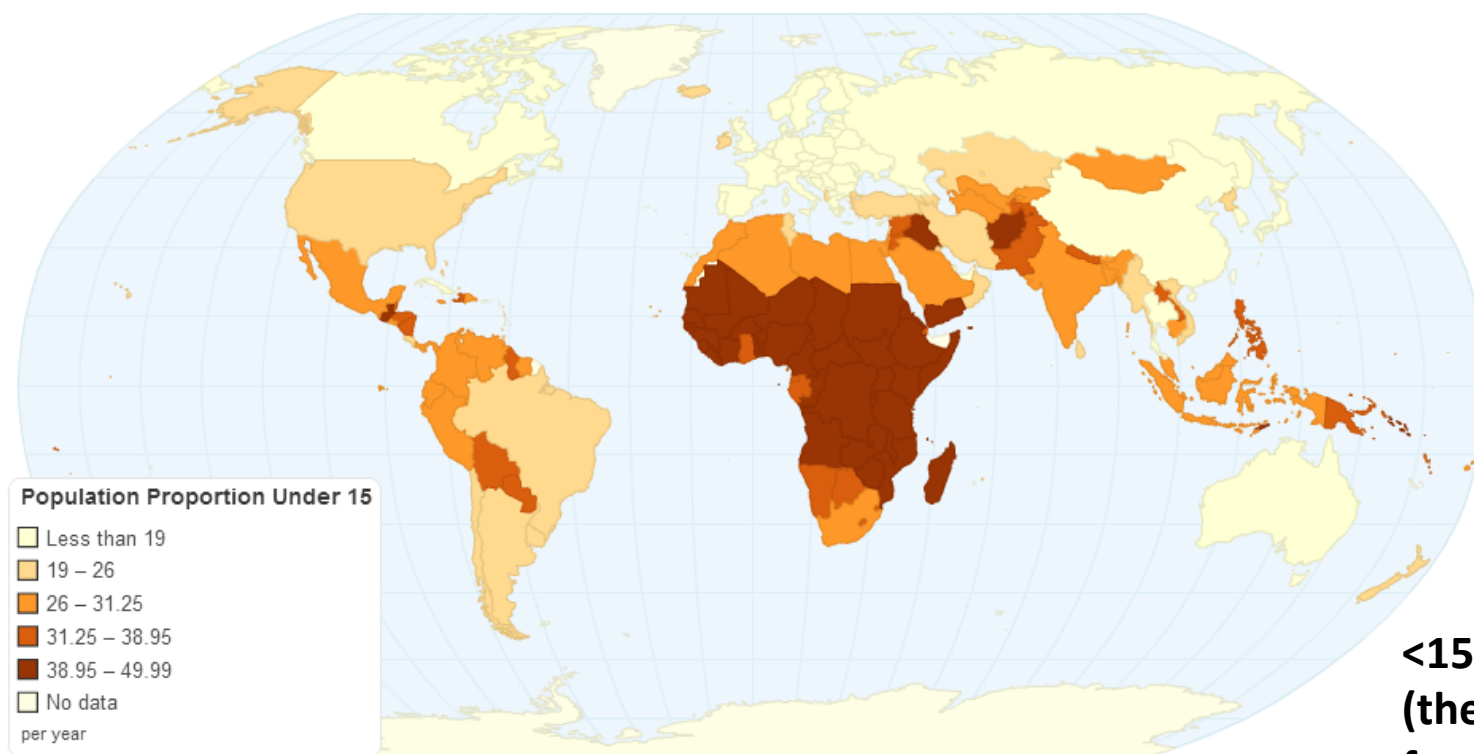 Population Proportion Under 15
Less than 19
19 – 26
26 – 31.25
31.25 – 38.95
38.95 – 49.99
No data
per year
<15
(the